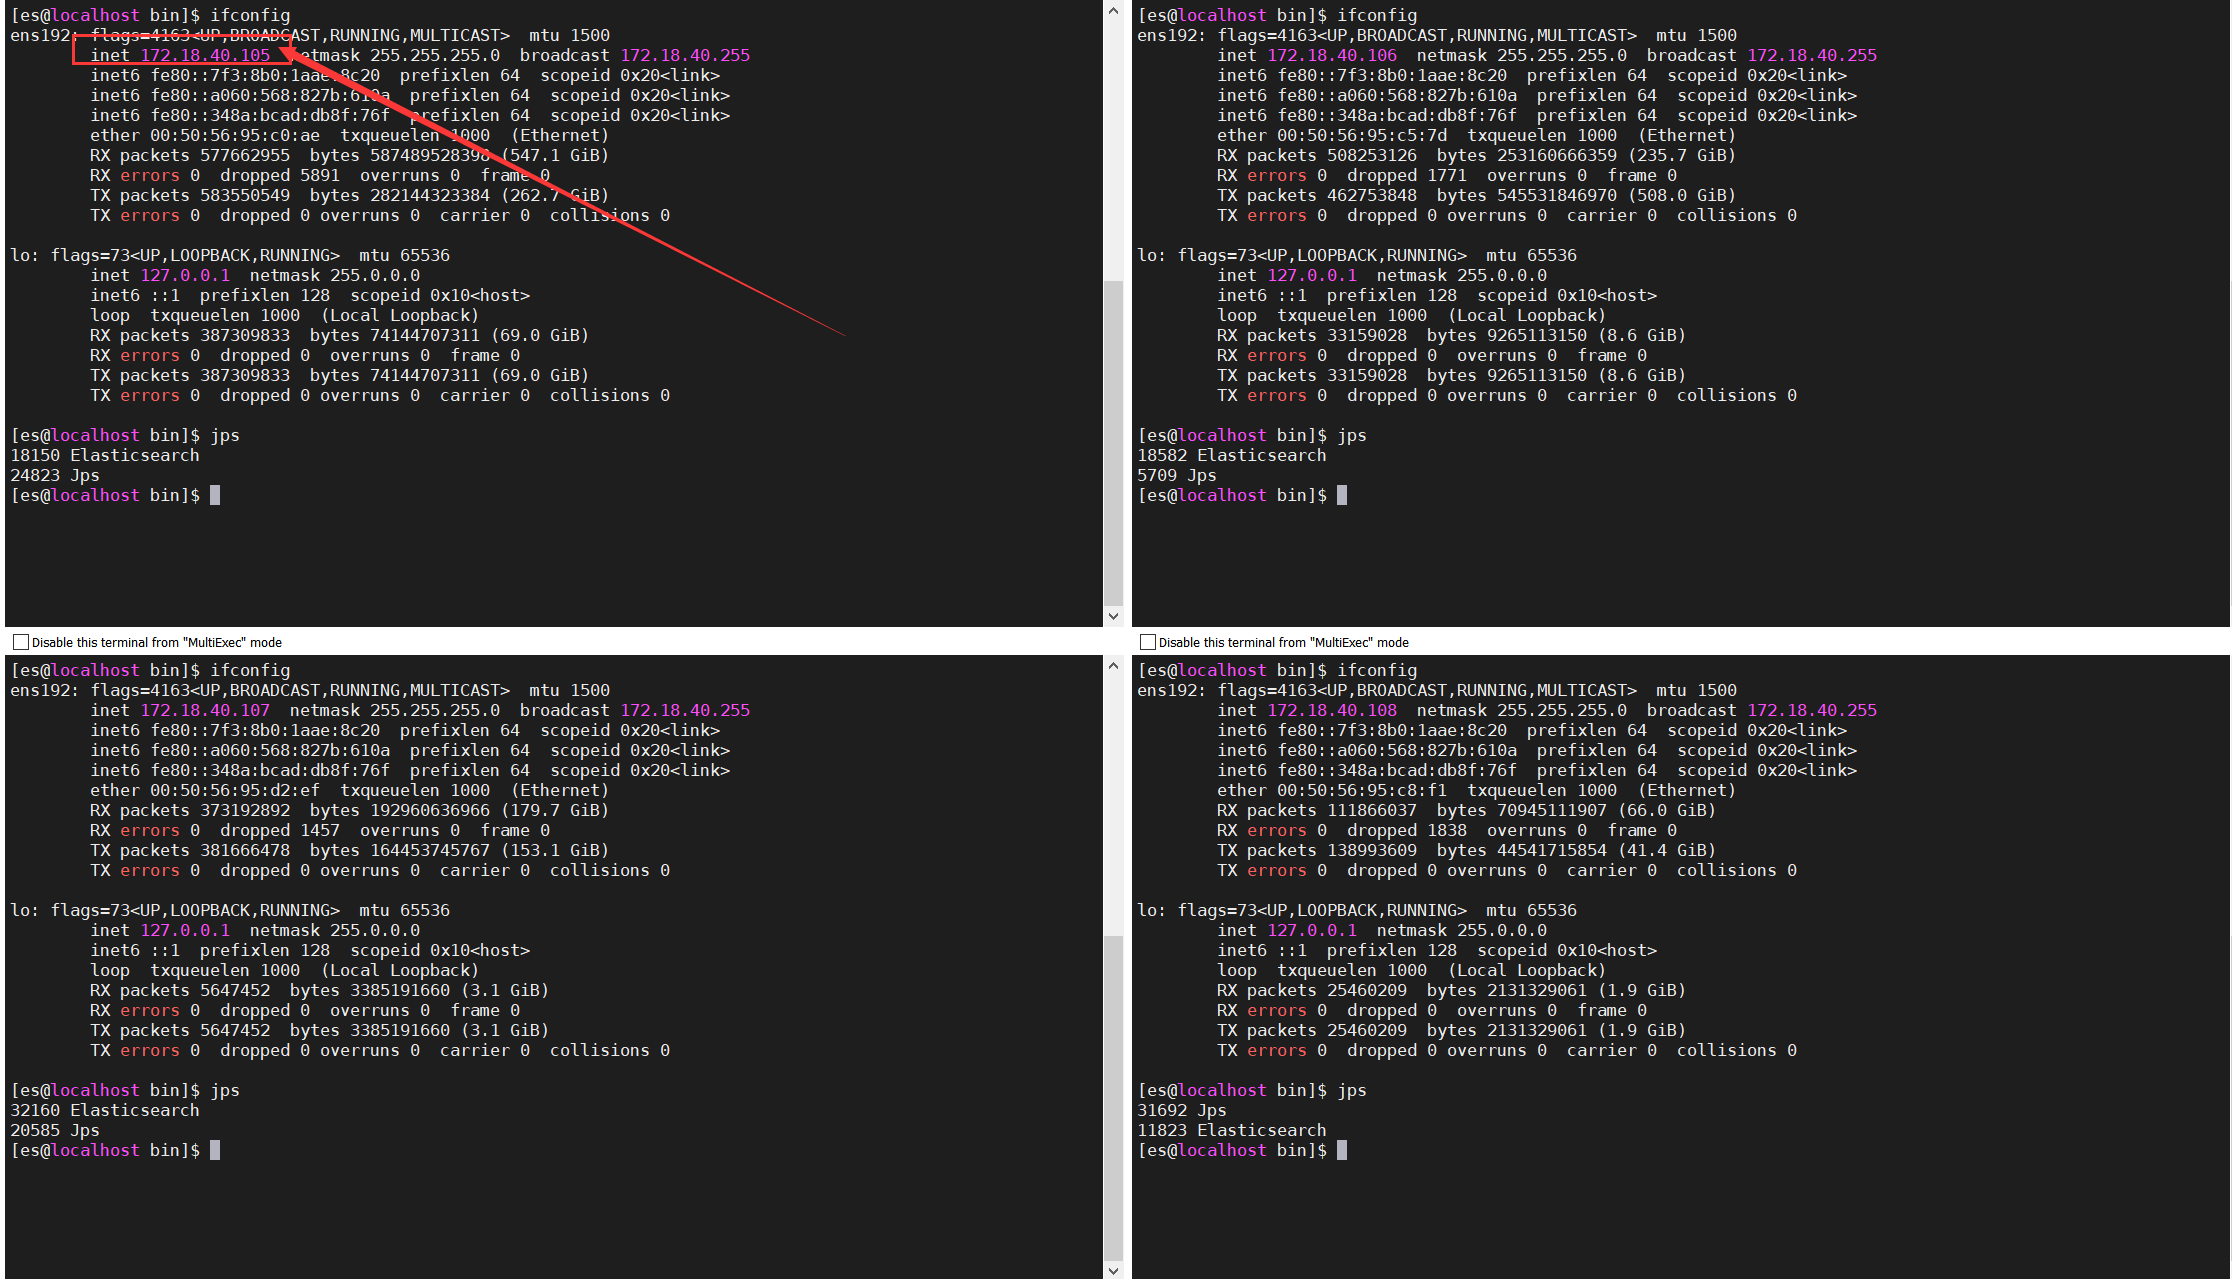 [es@localhost bin]$ ifconfig
ens192: flags=4163<UP,BROADCAST,RUNNING,MULTICAST>  mtu 1500
        inet 172.18.40.105  netmask 255.255.255.0  broadcast 172.18.40.255
        inet6 fe80::7f3:8b0:1aae:8c20  prefixlen 64  scopeid 0x20<link>
        inet6 fe80::a060:568:827b:610a  prefixlen 64  scopeid 0x20<link>
        inet6 fe80::348a:bcad:db8f:76f  prefixlen 64  scopeid 0x20<link>
        ether 00:50:56:95:c0:ae  txqueuelen 1000  (Ethernet)
        RX packets 577662955  bytes 587489528398 (547.1 GiB)
        RX errors 0  dropped 5891  overruns 0  frame 0
        TX packets 583550549  bytes 282144323384 (262.7 GiB)
        TX errors 0  dropped 0 overruns 0  carrier 0  collisions 0
lo: flags=73<UP,LOOPBACK,RUNNING>  mtu 65536
        inet 127.0.0.1  netmask 255.0.0.0
        inet6 ::1  prefixlen 128  scopeid 0x10<host>
        loop  txqueuelen 1000  (Local Loopback)
        RX packets 387309833  bytes 74144707311 (69.0 GiB)
        RX errors 0  dropped 0  overruns 0  frame 0
        TX packets 387309833  bytes 74144707311 (69.0 GiB)
        TX errors 0  dropped 0 overruns 0  carrier 0  collisions 0
[es@localhost bin]$ jps
18150 Elasticsearch
24823 Jps
[es@localhost bin]$
[es@localhost bin]$ ifconfig
ens192: flags=4163<UP,BROADCAST,RUNNING,MULTICAST>  mtu 1500
        inet 172.18.40.106  netmask 255.255.255.0  broadcast 172.18.40.255
        inet6 fe80::7f3:8b0:1aae:8c20  prefixlen 64  scopeid 0x20<link>
        inet6 fe80::a060:568:827b:610a  prefixlen 64  scopeid 0x20<link>
        inet6 fe80::348a:bcad:db8f:76f  prefixlen 64  scopeid 0x20<link>
        ether 00:50:56:95:c5:7d  txqueuelen 1000  (Ethernet)
        RX packets 508253126  bytes 253160666359 (235.7 GiB)
        RX errors 0  dropped 1771  overruns 0  frame 0
        TX packets 462753848  bytes 545531846970 (508.0 GiB)
        TX errors 0  dropped 0 overruns 0  carrier 0  collisions 0
lo: flags=73<UP,LOOPBACK,RUNNING>  mtu 65536
        inet 127.0.0.1  netmask 255.0.0.0
        inet6 ::1  prefixlen 128  scopeid 0x10<host>
        loop  txqueuelen 1000  (Local Loopback)
        RX packets 33159028  bytes 9265113150 (8.6 GiB)
        RX errors 0  dropped 0  overruns 0  frame 0
        TX packets 33159028  bytes 9265113150 (8.6 GiB)
        TX errors 0  dropped 0 overruns 0  carrier 0  collisions 0
[es@localhost bin]$ jps
18582 Elasticsearch
5709 Jps
[es@localhost bin]$
Disable this terminal from "MultiExec" mode
Disable this terminal from "MultiExec" mode
[es@localhost bin]$ ifconfig
ens192: flags=4163<UP,BROADCAST,RUNNING,MULTICAST>  mtu 1500
        inet 172.18.40.107  netmask 255.255.255.0  broadcast 172.18.40.255
        inet6 fe80::7f3:8b0:1aae:8c20  prefixlen 64  scopeid 0x20<link>
        inet6 fe80::a060:568:827b:610a  prefixlen 64  scopeid 0x20<link>
        inet6 fe80::348a:bcad:db8f:76f  prefixlen 64  scopeid 0x20<link>
        ether 00:50:56:95:d2:ef  txqueuelen 1000  (Ethernet)
        RX packets 373192892  bytes 192960636966 (179.7 GiB)
        RX errors 0  dropped 1457  overruns 0  frame 0
        TX packets 381666478  bytes 164453745767 (153.1 GiB)
        TX errors 0  dropped 0 overruns 0  carrier 0  collisions 0
lo: flags=73<UP,LOOPBACK,RUNNING>  mtu 65536
        inet 127.0.0.1  netmask 255.0.0.0
        inet6 ::1  prefixlen 128  scopeid 0x10<host>
        loop  txqueuelen 1000  (Local Loopback)
        RX packets 5647452  bytes 3385191660 (3.1 GiB)
        RX errors 0  dropped 0  overruns 0  frame 0
        TX packets 5647452  bytes 3385191660 (3.1 GiB)
        TX errors 0  dropped 0 overruns 0  carrier 0  collisions 0
[es@localhost bin]$ jps
32160 Elasticsearch
20585 Jps
[es@localhost bin]$
[es@localhost bin]$ ifconfig
ens192: flags=4163<UP,BROADCAST,RUNNING,MULTICAST>  mtu 1500
        inet 172.18.40.108  netmask 255.255.255.0  broadcast 172.18.40.255
        inet6 fe80::7f3:8b0:1aae:8c20  prefixlen 64  scopeid 0x20<link>
        inet6 fe80::a060:568:827b:610a  prefixlen 64  scopeid 0x20<link>
        inet6 fe80::348a:bcad:db8f:76f  prefixlen 64  scopeid 0x20<link>
        ether 00:50:56:95:c8:f1  txqueuelen 1000  (Ethernet)
        RX packets 111866037  bytes 70945111907 (66.0 GiB)
        RX errors 0  dropped 1838  overruns 0  frame 0
        TX packets 138993609  bytes 44541715854 (41.4 GiB)
        TX errors 0  dropped 0 overruns 0  carrier 0  collisions 0
lo: flags=73<UP,LOOPBACK,RUNNING>  mtu 65536
        inet 127.0.0.1  netmask 255.0.0.0
        inet6 ::1  prefixlen 128  scopeid 0x10<host>
        loop  txqueuelen 1000  (Local Loopback)
        RX packets 25460209  bytes 2131329061 (1.9 GiB)
        RX errors 0  dropped 0  overruns 0  frame 0
        TX packets 25460209  bytes 2131329061 (1.9 GiB)
        TX errors 0  dropped 0 overruns 0  carrier 0  collisions 0
[es@localhost bin]$ jps
31692 Jps
11823 Elasticsearch
[es@localhost bin]$